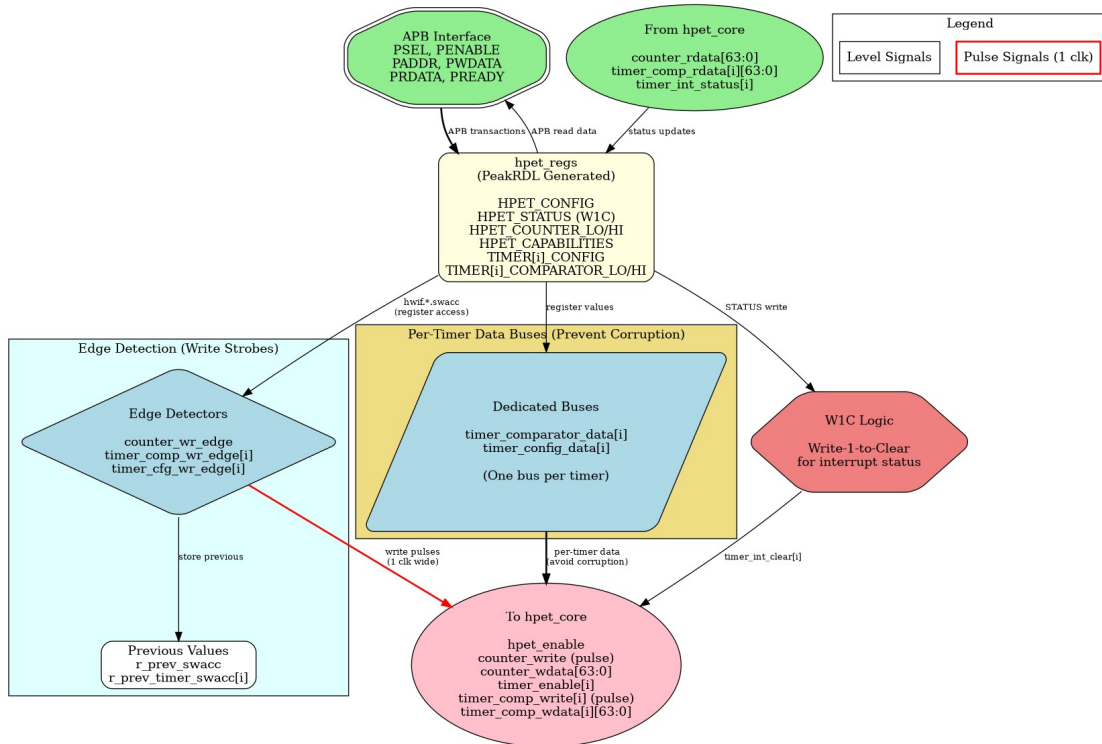 APB Interface
PSEL, PENABLE
PADDR, PWDATA
PRDATA, PREADY
From hpet_core
counter_rdata[63:0]
timer_comp_rdata[i][63:0]
timer_int_status[i]
Legend
Level Signals
Pulse Signals (1 clk)
APB transactions
APB read data
status updates
hpet_regs
(PeakRDL Generated)
HPET_CONFIG
HPET_STATUS (W1C)
HPET_COUNTER_LO/HI
HPET_CAPABILITIES
TIMER[i]_CONFIG
TIMER[i]_COMPARATOR_LO/HI
hwif.*.swacc
(register access)
register values
STATUS write
Edge Detection (Write Strobes)
Edge Detectors
counter_wr_edge
timer_comp_wr_edge[i]
timer_cfg_wr_edge[i]
Per-Timer Data Buses (Prevent Corruption)
Dedicated Buses
timer_comparator_data[i]
timer_config_data[i]
(One bus per timer)
W1C Logic
Write-1-to-Clear
for interrupt status
store previous
write pulses
(1 clk wide)
per-timer data
(avoid corruption)
timer_int_clear[i]
Previous Values
r_prev_swacc
r_prev_timer_swacc[i]
To hpet_core
hpet_enable
counter_write (pulse)
counter_wdata[63:0]
timer_enable[i]
timer_comp_write[i] (pulse)
timer_comp_wdata[i][63:0]